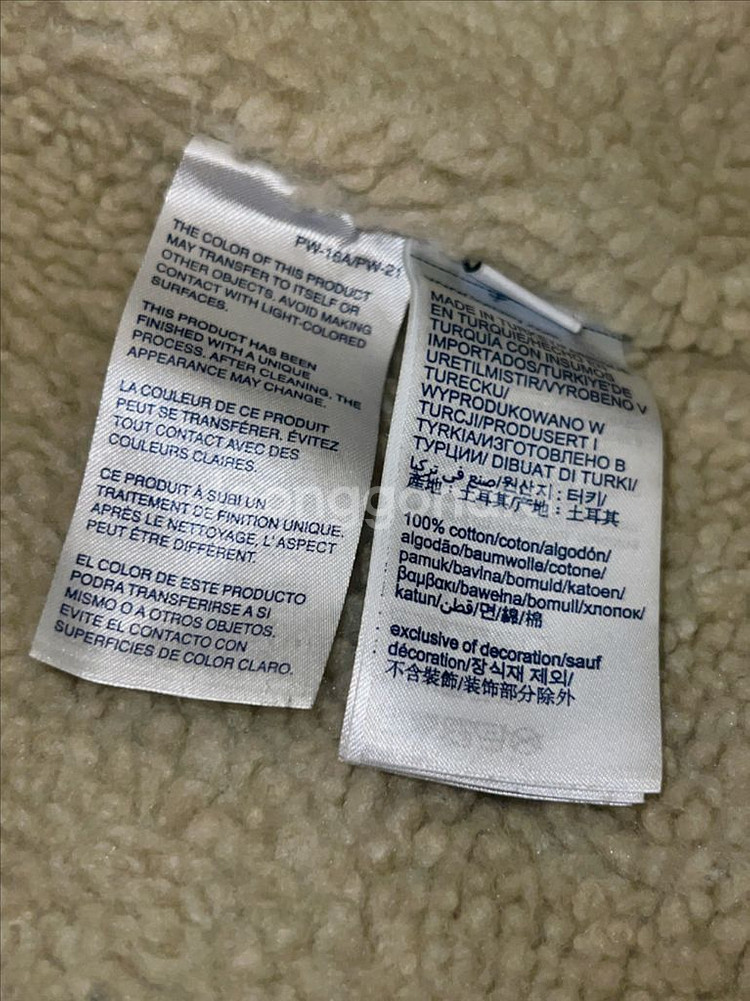 PW-16A/PW-21
THE COLOR OF THIS PRODUCT
MAY TRANSFER TO ITSELF OR
OTHER OBJECTS. AVOID MAKING
CONTACT WITH LIGHT-COLORED
SURFACES.
THIS PRODUCT HAS BEEN
FINISHED WITH A UNIQUE
PROCESS. AFTER CLEANING, THE
APPEARANCE MAY CHANGE.
LA COULEUR DE CE PRODUIT
PEUT SE TRANSFÉRER. ÉVITEZ
TOUT CONTACT AVEC DES
COULEURS CLAIRES.
CE PRODUIT À SUBI UN
TRAITEMENT DE FINITION UNIQUE.
APRÈS LE NETTOYAGE, L'ASPECT
PEUT ÊTRE DIFFÉRENT.
EL COLOR DE ESTE PRODUCTO
PODRA TRANSFERIRSE A SI
MISMO O A OTROS OBJETOS.
EVITE EL CONTACTO CON
SUPERFICIES DE COLOR CLARO.
MADE IN
EN TURQUIE/HECHO
TURQUÍA CON INSUMOS
IMPORTADOS/TURKIYE'DE
URETILMISTIR/VYROBENO V
TURECKU/
WYPRODUKOWANO W
TURCJI/PRODUSERT I
TYRKIA/ИЗГОТОВЛЕНО В
ТУРЦИИ/ DIBUAT DI TURKI/
صنع في تركيا/원산지 : 터키/
産地 : 土耳其/产地 : 土耳其
100% cotton/coton/algodón/
algodão/baumwolle/cotone/
pamuk/bavlna/bomuld/katoen/
βαμβακι/bawełna/bomull/хлопок/
katun/قطن/면/綿/棉
exclusive of decoration/sauf
décoration/장식재 제외/
不含裝飾/装饰部分除外